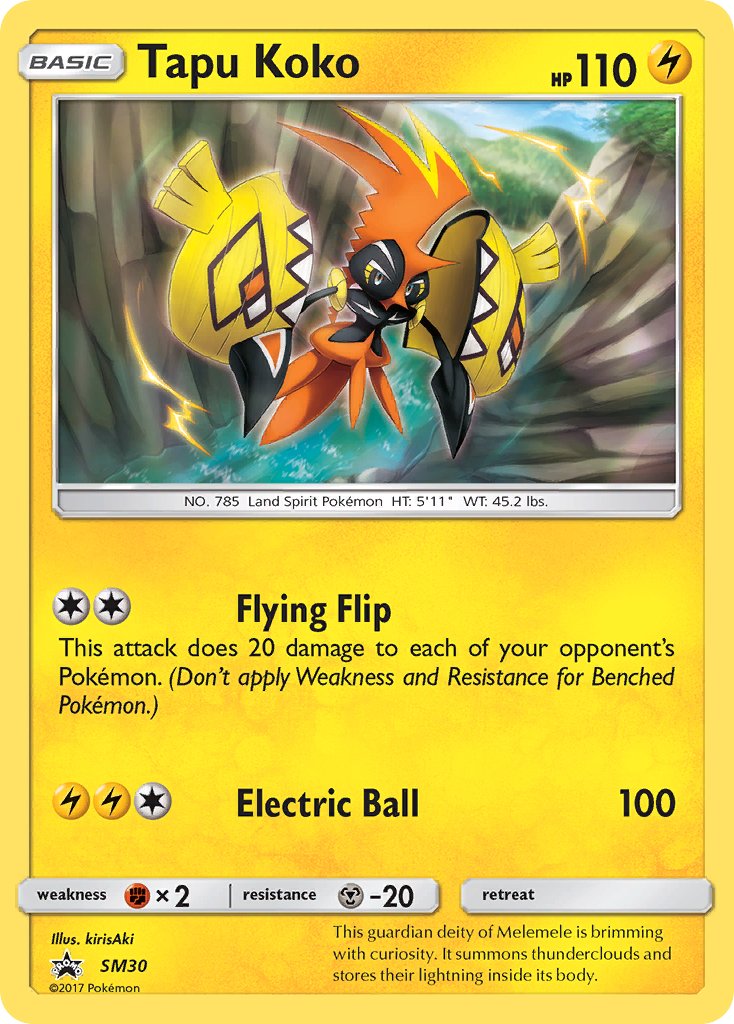 BASIC Tapu Koko HP 110
NO. 785 Land Spirit Pokémon HT: 5'11" WT: 45.2 lbs.
Flying Flip
This attack does 20 damage to each of your opponent's
Pokémon. (Don't apply Weakness and Resistance for Benched
Pokémon.)
Electric Ball 100
weakness ×2 resistance -20 retreat
Illus. kirisAki
PROMO SM30
©2017 Pokémon
This guardian deity of Melemele is brimming
with curiosity. It summons thunderclouds and
stores their lightning inside its body.